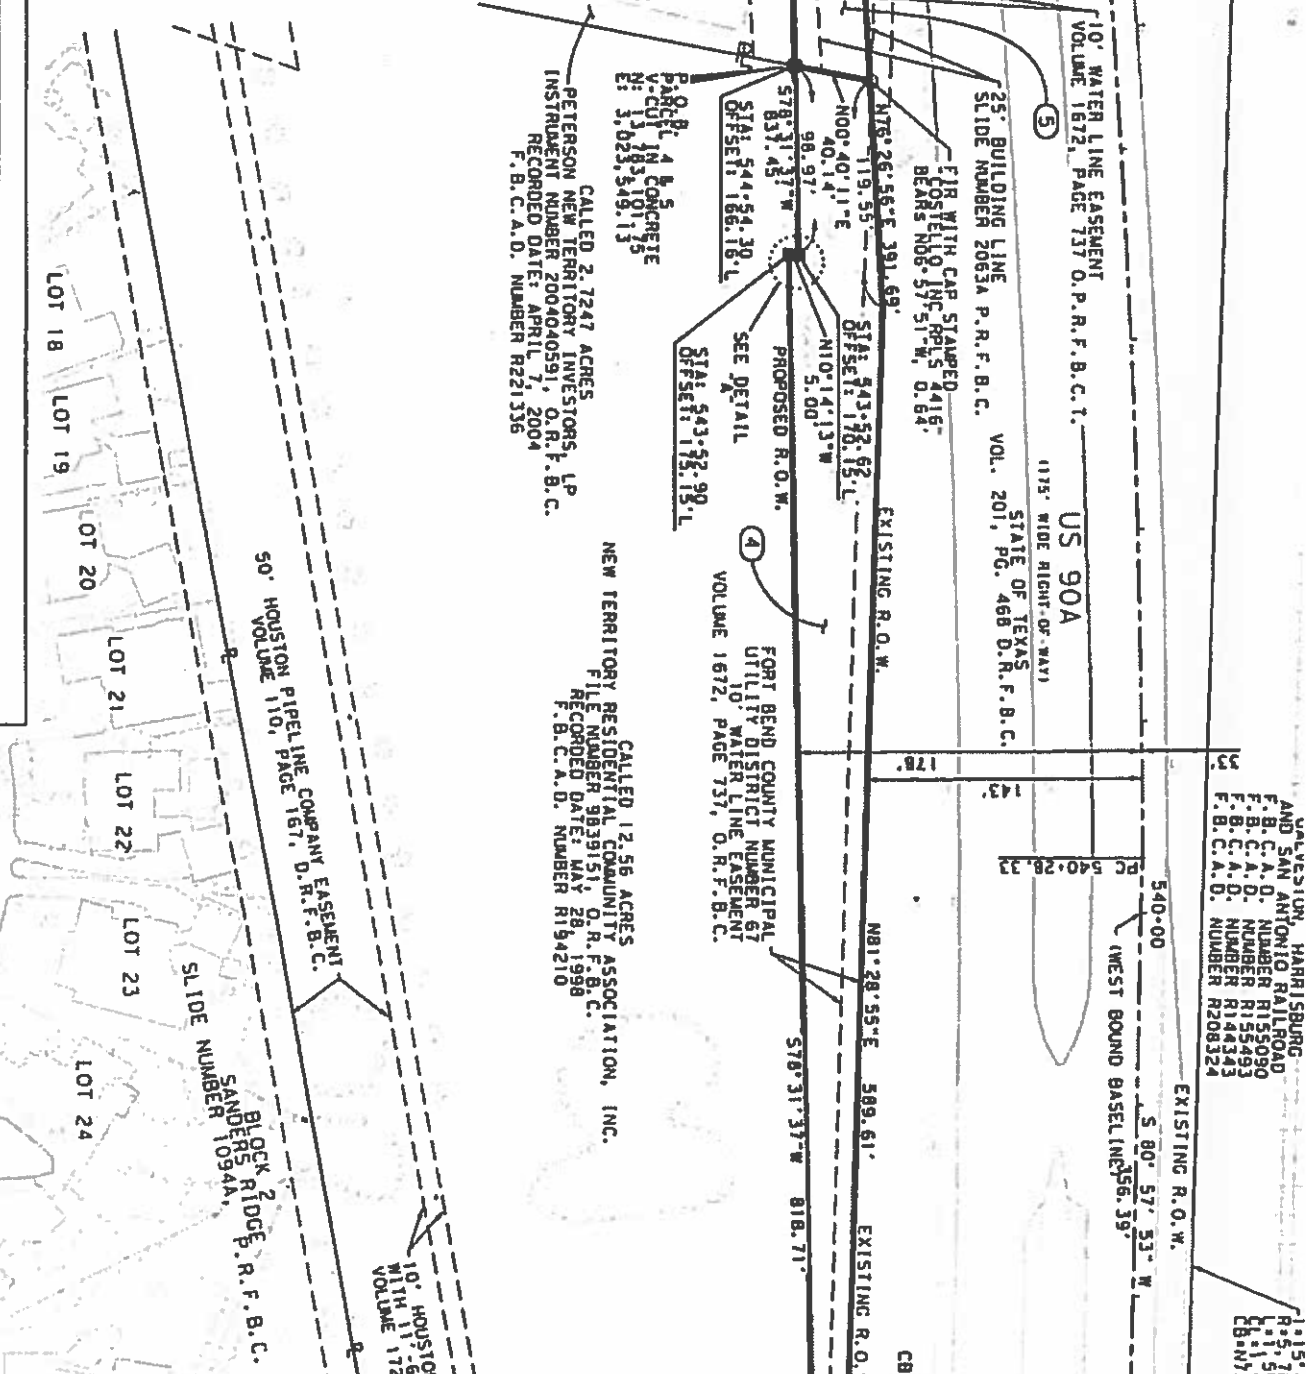 10' WATER LINE EASEMENT
VOLUME 1672, PAGE 737 O.P.R.F.B.C.T.
5
25' BUILDING LINE
SLIDE NUMBER 2063A P.R.F.B.C.
FIR WITH CAP STAMPED
"COSTELLO INC RPLS 4416"
BEARS N06°57'51"W, 0.64'
N76°26'56"E 391.69'
119.55'
N00°40'11"E
40.14'
98.97'
S78°31'37"W
837.45'
STA: 544+54.30
OFFSET: 166.16' L
P.O.B.
PARCEL 4 & 5
V-CUT IN CONCRETE
N: 13,783,101.75
E: 3,023,549.13
STA: 543+52.62
OFFSET: 170.15' L
N10°14'13"W
5.00'
PROPOSED R.O.W.
SEE DETAIL
"A"
STA: 543+52.90
OFFSET: 175.15' L
CALLED 2.7247 ACRES
PETERSON NEW TERRITORY INVESTORS, LP
INSTRUMENT NUMBER 2004040591, O.R.F.B.C.
RECORDED DATE: APRIL 7, 2004
F.B.C.A.D. NUMBER R221336
US 90A
(175' WIDE RIGHT-OF-WAY)
STATE OF TEXAS
VOL. 201, PG. 468 D.R.F.B.C.
EXISTING R.O.W.
4
FORT BEND COUNTY MUNICIPAL
UTILITY DISTRICT NUMBER 67
10' WATER LINE EASEMENT
VOLUME 1672, PAGE 737, O.R.F.B.C.
CALLED 12.56 ACRES
NEW TERRITORY RESIDENTIAL COMMUNITY ASSOCIATION, INC.
FILE NUMBER 9839151, O.R.F.B.C.
RECORDED DATE: MAY 28, 1998
F.B.C.A.D. NUMBER R194210
33'
178'
143'
PC 540+28.33
540+00
(WEST BOUND BASELINE)
S 80° 57' 53" W
356.39'
GALVESTON, HARRISBURG
AND SAN ANTONIO RAILROAD
F.B.C.A.D. NUMBER R155090
F.B.C.A.D. NUMBER R155493
F.B.C.A.D. NUMBER R144343
F.B.C.A.D. NUMBER R208324
EXISTING R.O.W.
N81°28'55"E 589.61'
EXISTING R.O.
S78°31'37"W 818.71'
CB
50' HOUSTON PIPELINE COMPANY EASEMENT
VOLUME 110, PAGE 167, D.R.F.B.C.
10' HOUSTO
WITH 11'-6
VOLUME 172
LOT 18
LOT 19
LOT 20
LOT 21
LOT 22
LOT 23
LOT 24
BLOCK 2
SANDERS RIDGE
SLIDE NUMBER 1094A, P.R.F.B.C.